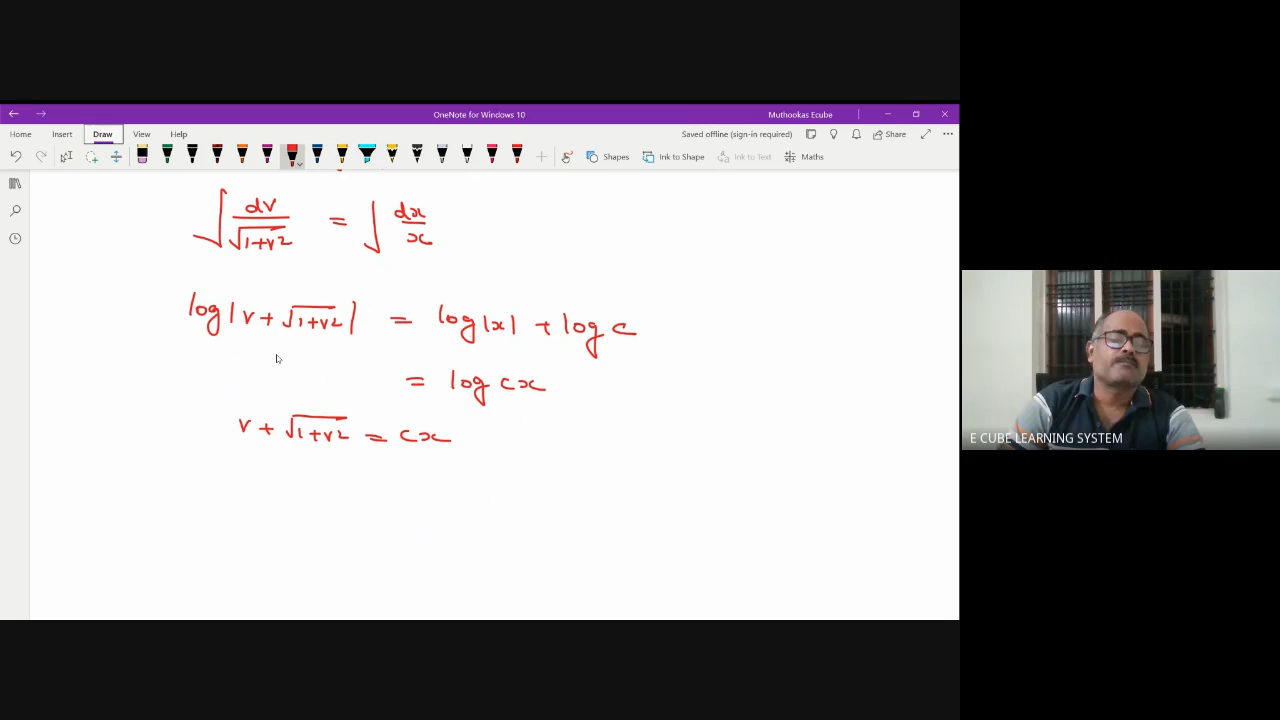 OneNote for Windows 10
Muthookas Ecube
Home Insert Draw View Help
Saved offline (sign-in required) Share
Shapes Ink to Shape Ink to Text Maths
∫ dv/√1+v² = ∫ dx/x
log|v + √1+v²| = log|x| + log c
= log cx
v + √1+v² = cx
E CUBE LEARNING SYSTEM